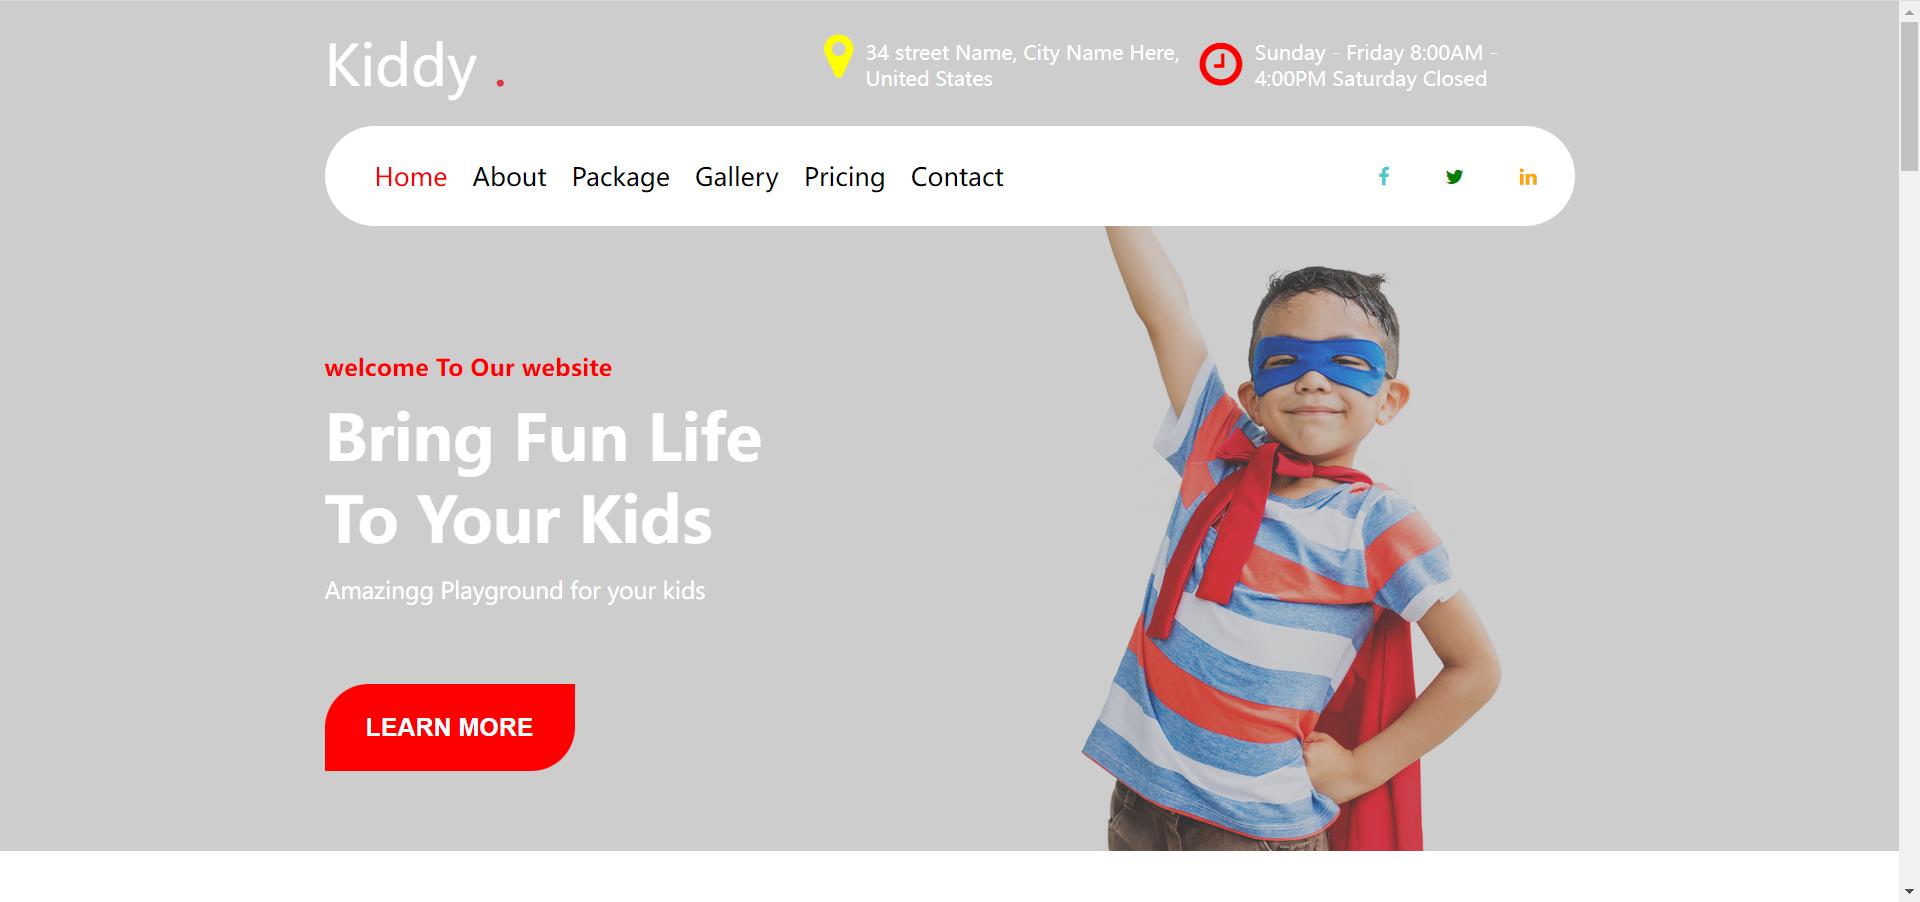 Kiddy .
34 street Name, City Name Here,
United States
Sunday - Friday 8:00AM -
4:00PM Saturday Closed
Home About Package Gallery Pricing Contact
welcome To Our website
Bring Fun Life
To Your Kids
Amazingg Playground for your kids
LEARN MORE